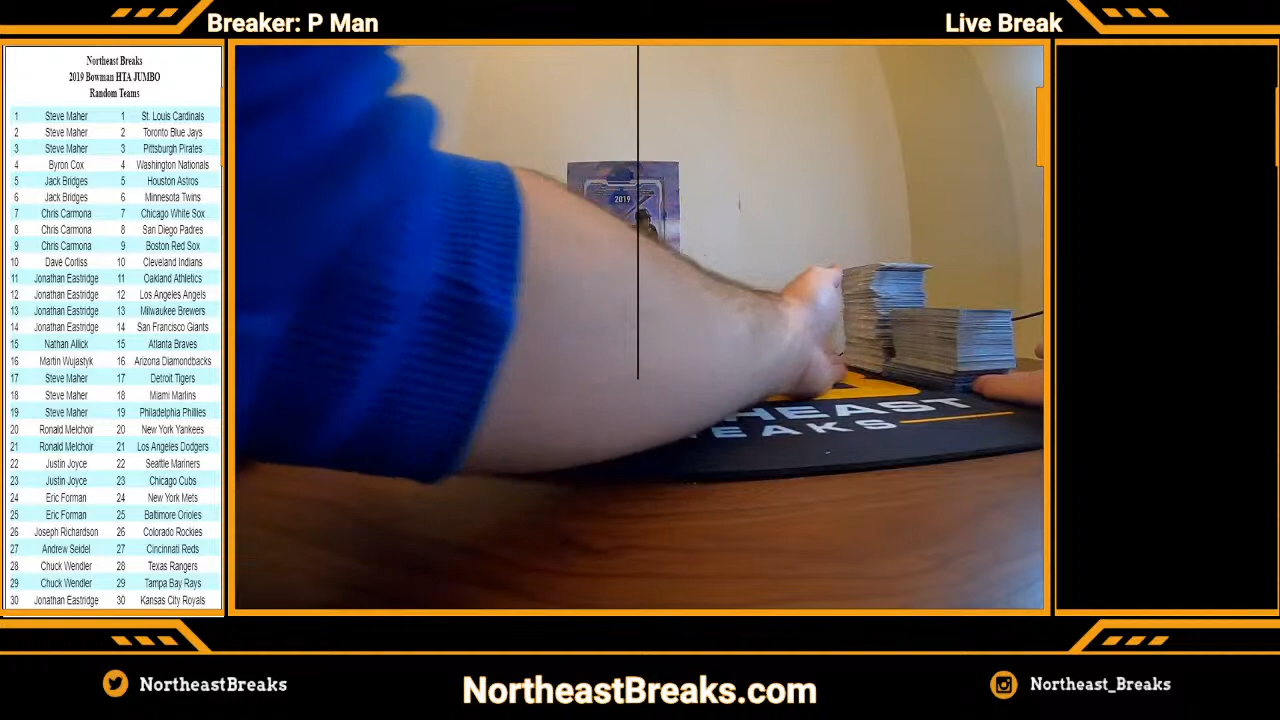 Breaker: P Man
Live Break
Northeast Breaks
2019 Bowman HTA JUMBO
Random Teams
1 Steve Maher 1 St. Louis Cardinals
2 Steve Maher 2 Toronto Blue Jays
3 Steve Maher 3 Pittsburgh Pirates
4 Byron Cox 4 Washington Nationals
5 Jack Bridges 5 Houston Astros
6 Jack Bridges 6 Minnesota Twins
7 Chris Carmona 7 Chicago White Sox
8 Chris Carmona 8 San Diego Padres
9 Chris Carmona 9 Boston Red Sox
10 Dave Corliss 10 Cleveland Indians
11 Jonathan Eastridge 11 Oakland Athletics
12 Jonathan Eastridge 12 Los Angeles Angels
13 Jonathan Eastridge 13 Milwaukee Brewers
14 Jonathan Eastridge 14 San Francisco Giants
15 Nathan Allick 15 Atlanta Braves
16 Martin Wujastyk 16 Arizona Diamondbacks
17 Steve Maher 17 Detroit Tigers
18 Steve Maher 18 Miami Marlins
19 Steve Maher 19 Philadelphia Phillies
20 Ronald Melchoir 20 New York Yankees
21 Ronald Melchoir 21 Los Angeles Dodgers
22 Justin Joyce 22 Seattle Mariners
23 Justin Joyce 23 Chicago Cubs
24 Eric Forman 24 New York Mets
25 Eric Forman 25 Baltimore Orioles
26 Joseph Richardson 26 Colorado Rockies
27 Andrew Seidel 27 Cincinnati Reds
28 Chuck Wendler 28 Texas Rangers
29 Chuck Wendler 29 Tampa Bay Rays
30 Jonathan Eastridge 30 Kansas City Royals
2019
HEAST
EAKS
NortheastBreaks
NortheastBreaks.com
Northeast_Breaks